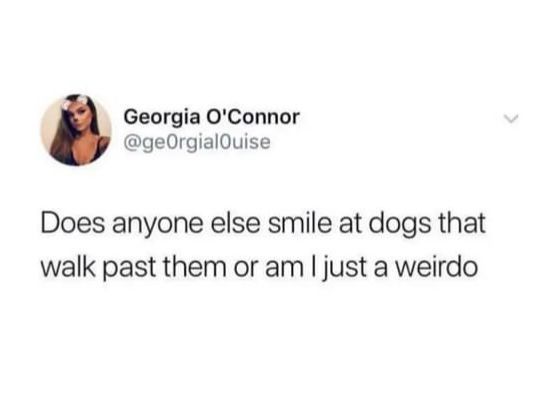 Georgia O'Connor
@ge0rgial0uise
Does anyone else smile at dogs that
walk past them or am I just a weirdo